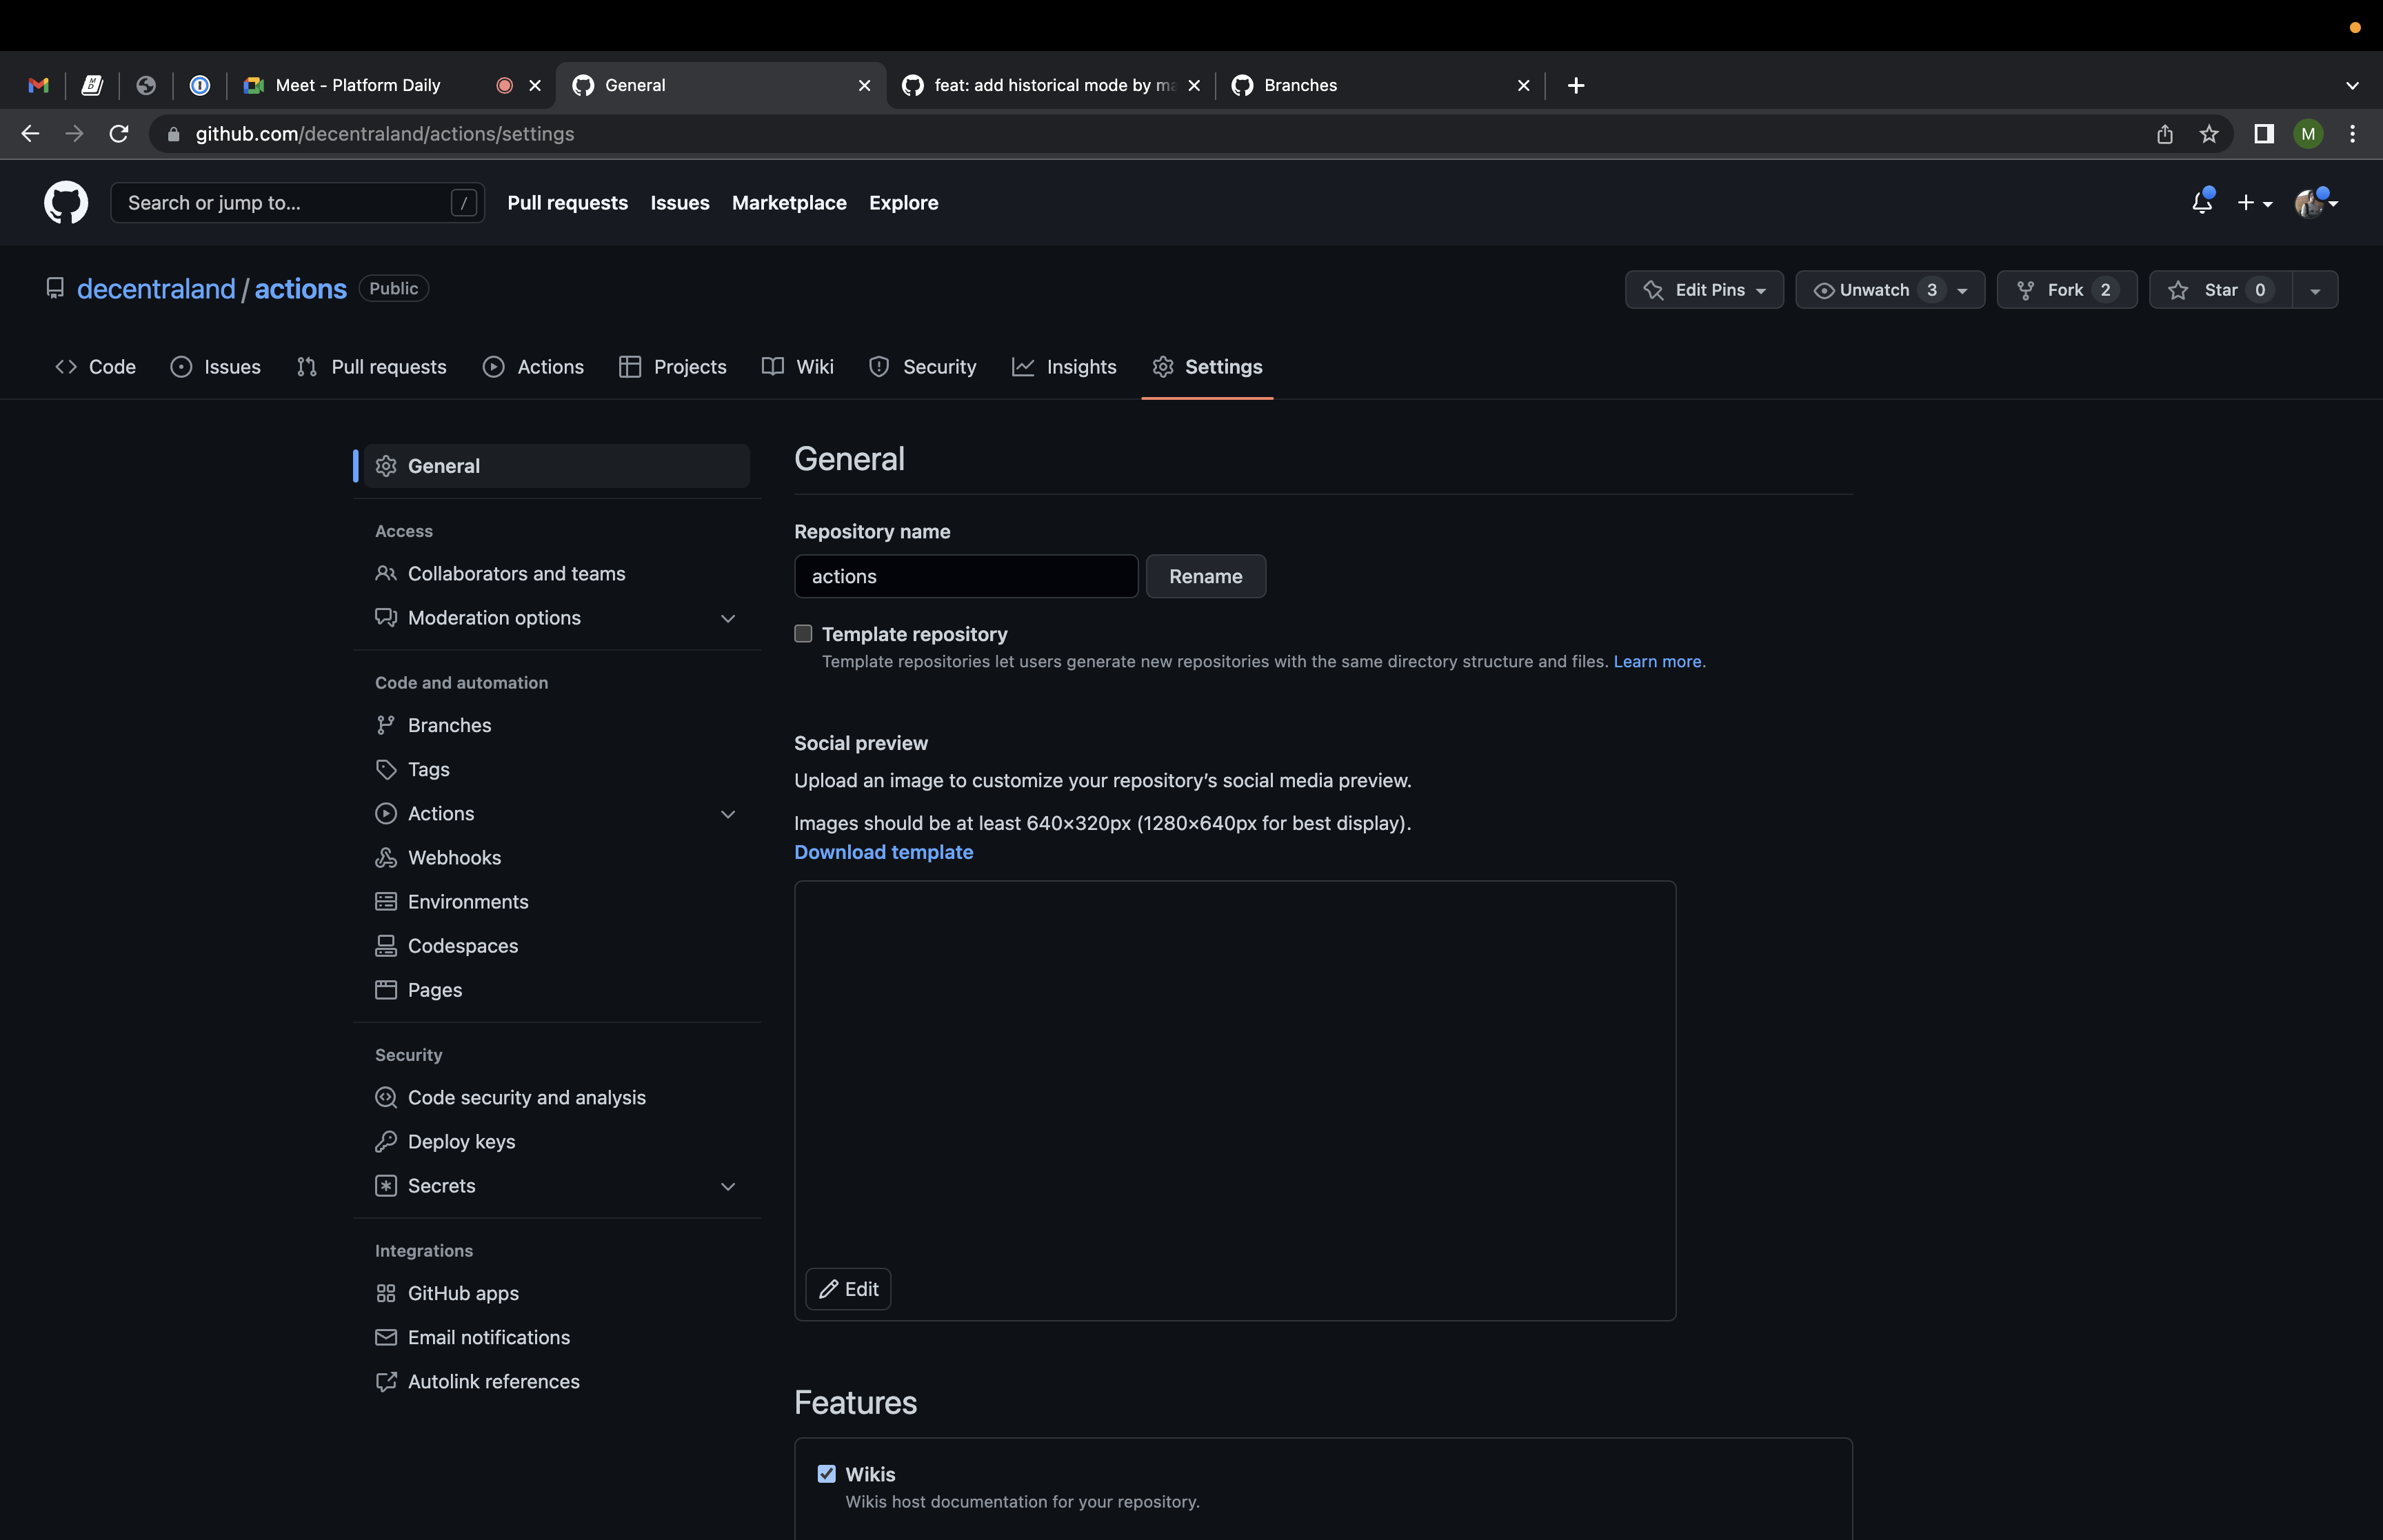 Meet - Platform Daily
General
feat: add historical mode by ma
Branches
github.com/decentraland/actions/settings
M
Search or jump to... /
Pull requests Issues Marketplace Explore
decentraland / actions Public
Edit Pins
Unwatch 3
Fork 2
Star 0
Code Issues Pull requests Actions Projects Wiki Security Insights Settings
General
Access
Collaborators and teams
Moderation options
Code and automation
Branches
Tags
Actions
Webhooks
Environments
Codespaces
Pages
Security
Code security and analysis
Deploy keys
Secrets
Integrations
GitHub apps
Email notifications
Autolink references
General
Repository name
actions Rename
Template repository
Template repositories let users generate new repositories with the same directory structure and files. Learn more.
Social preview
Upload an image to customize your repository’s social media preview.
Images should be at least 640×320px (1280×640px for best display).
Download template
Edit
Features
Wikis
Wikis host documentation for your repository.